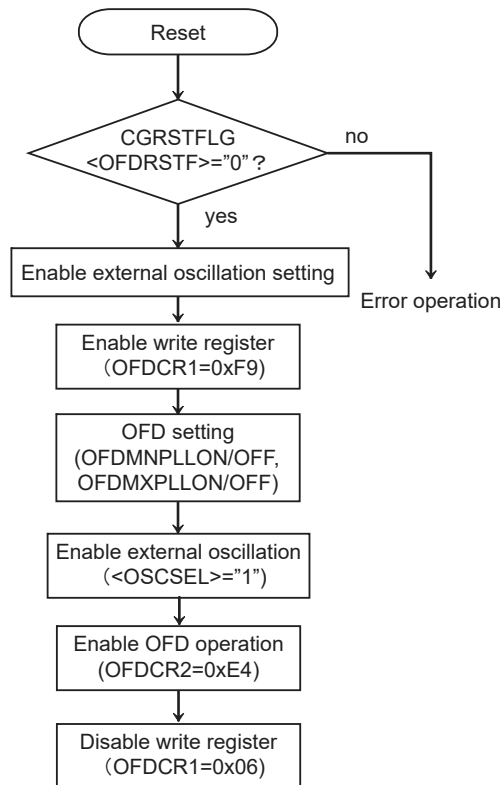 Reset
CGRSTFLG
<OFDRSTF>=”0”？
no
yes
Enable external oscillation setting
Error operation
Enable write register
（OFDCR1=0xF9)
OFD setting
(OFDMNPLLON/OFF,
OFDMXPLLON/OFF)
Enable external oscillation
（<OSCSEL>=”1”)
Enable OFD operation
(OFDCR2=0xE4)
Disable write register
（OFDCR1=0x06)